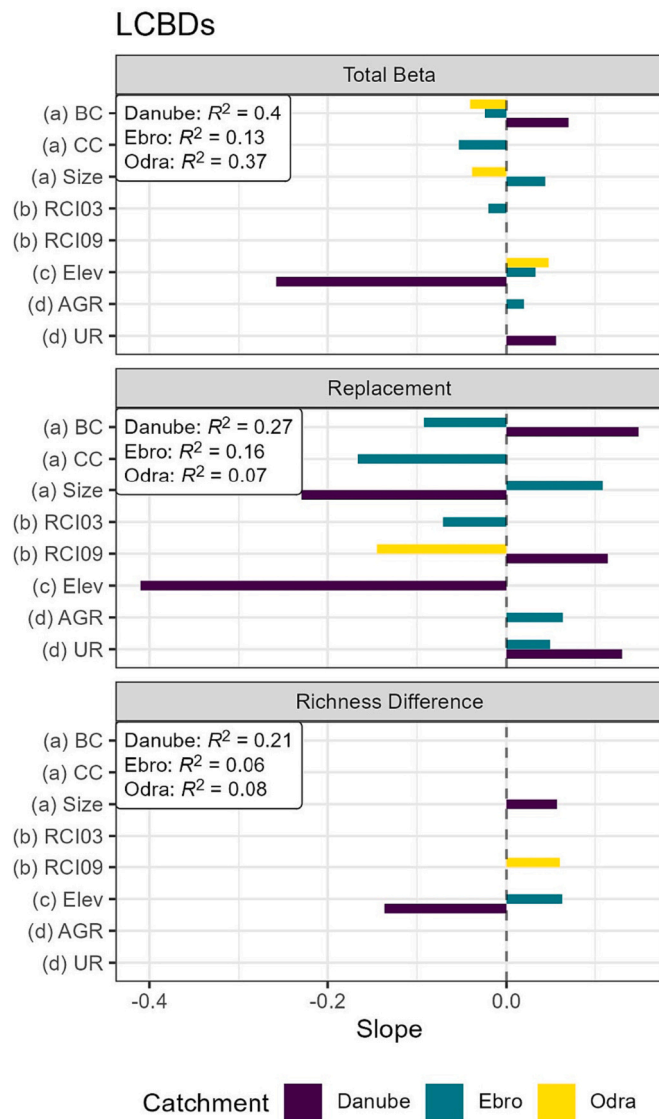 LCBDs
Total Beta
(a) BC
(a) CC
(a) Size
(b) RCI03
(b) RCI09
(c) Elev
(d) AGR
(d) UR
Danube: R² = 0.4
Ebro: R² = 0.13
Odra: R² = 0.37
Replacement
(a) BC
(a) CC
(a) Size
(b) RCI03
(b) RCI09
(c) Elev
(d) AGR
(d) UR
Danube: R² = 0.27
Ebro: R² = 0.16
Odra: R² = 0.07
Richness Difference
(a) BC
(a) CC
(a) Size
(b) RCI03
(b) RCI09
(c) Elev
(d) AGR
(d) UR
Danube: R² = 0.21
Ebro: R² = 0.06
Odra: R² = 0.08
-0.4 -0.2 0.0
Slope
Catchment Danube Ebro Odra